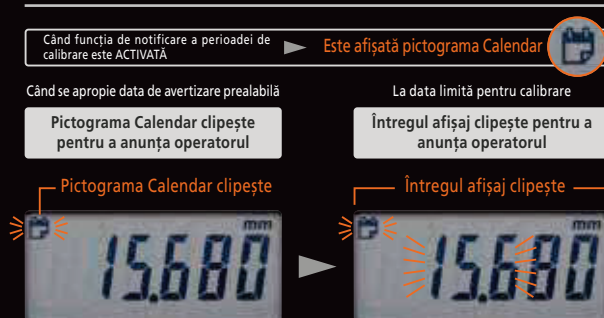 Când funcția de notificare a perioadei de
calibrare este ACTIVATĂ
Este afișată pictograma Calendar
Când se apropie data de avertizare prealabilă
Pictograma Calendar clipește
pentru a anunța operatorul
Pictograma Calendar clipește
mm
15.680
La data limită pentru calibrare
Întregul afișaj clipește pentru a
anunța operatorul
Întregul afișaj clipește
mm
15.680